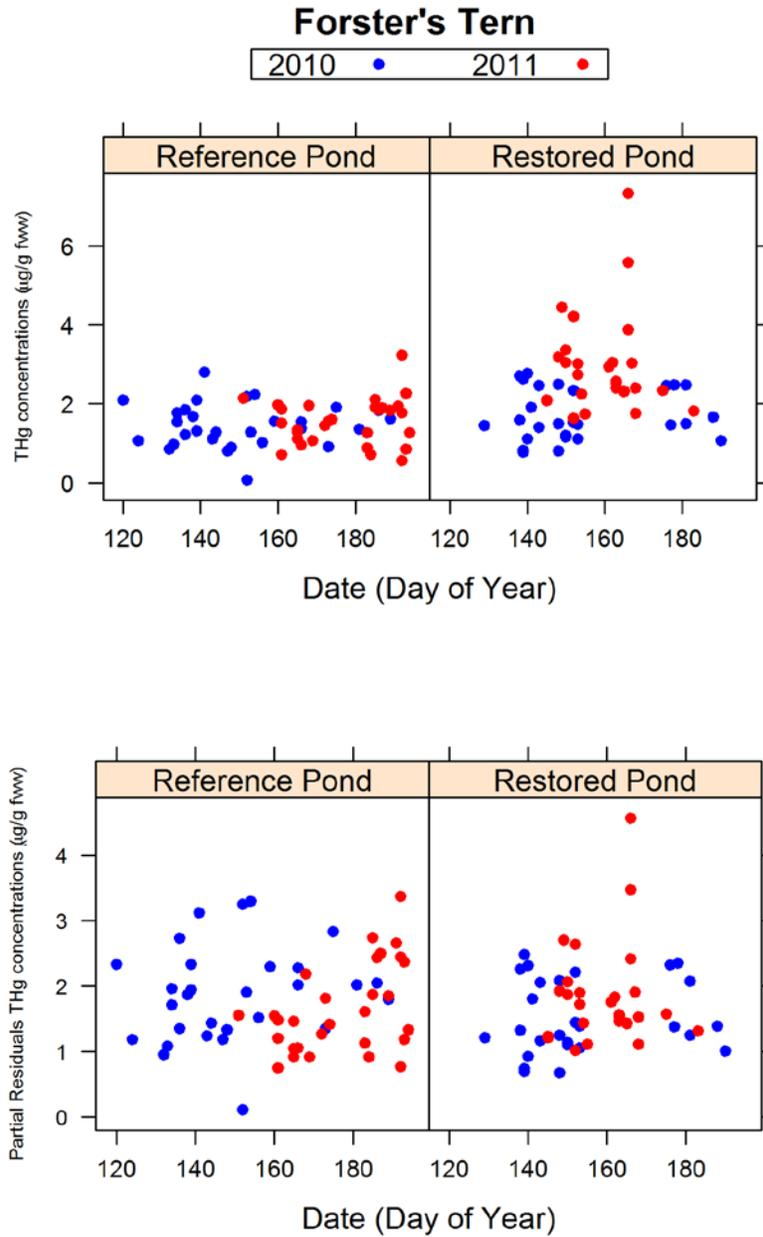 Forster's Tern
2010 2011
Reference Pond Restored Pond
THg concentrations (µg/g fww)
6
4
2
0
120 140 160 180 120 140 160 180
Date (Day of Year)
Reference Pond Restored Pond
Partial Residuals THg concentrations (µg/g fww)
4
3
2
1
0
120 140 160 180 120 140 160 180
Date (Day of Year)